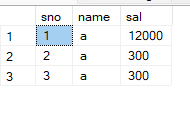 sno name sal
1 1 a 12000
2 2 a 300
3 3 a 300